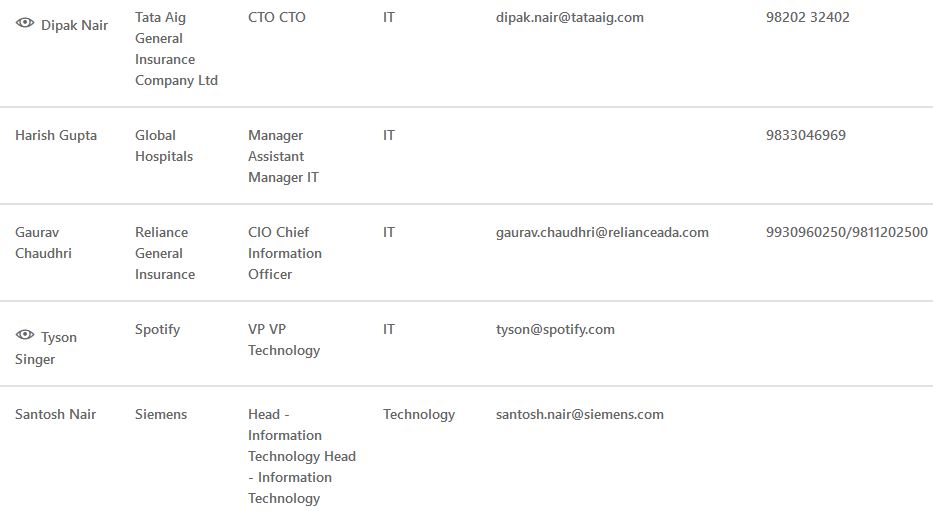 Dipak Nair
Tata Aig
General
Insurance
Company Ltd
CTO CTO
IT
dipak.nair@tataaig.com
98202 32402
Harish Gupta
Global
Hospitals
Manager
Assistant
Manager IT
IT
9833046969
Gaurav
Chaudhri
Reliance
General
Insurance
CIO Chief
Information
Officer
IT
gaurav.chaudhri@relianceada.com
9930960250/9811202500
Tyson
Singer
Spotify
VP VP
Technology
IT
tyson@spotify.com
Santosh Nair
Siemens
Head -
Information
Technology Head
- Information
Technology
Technology
santosh.nair@siemens.com